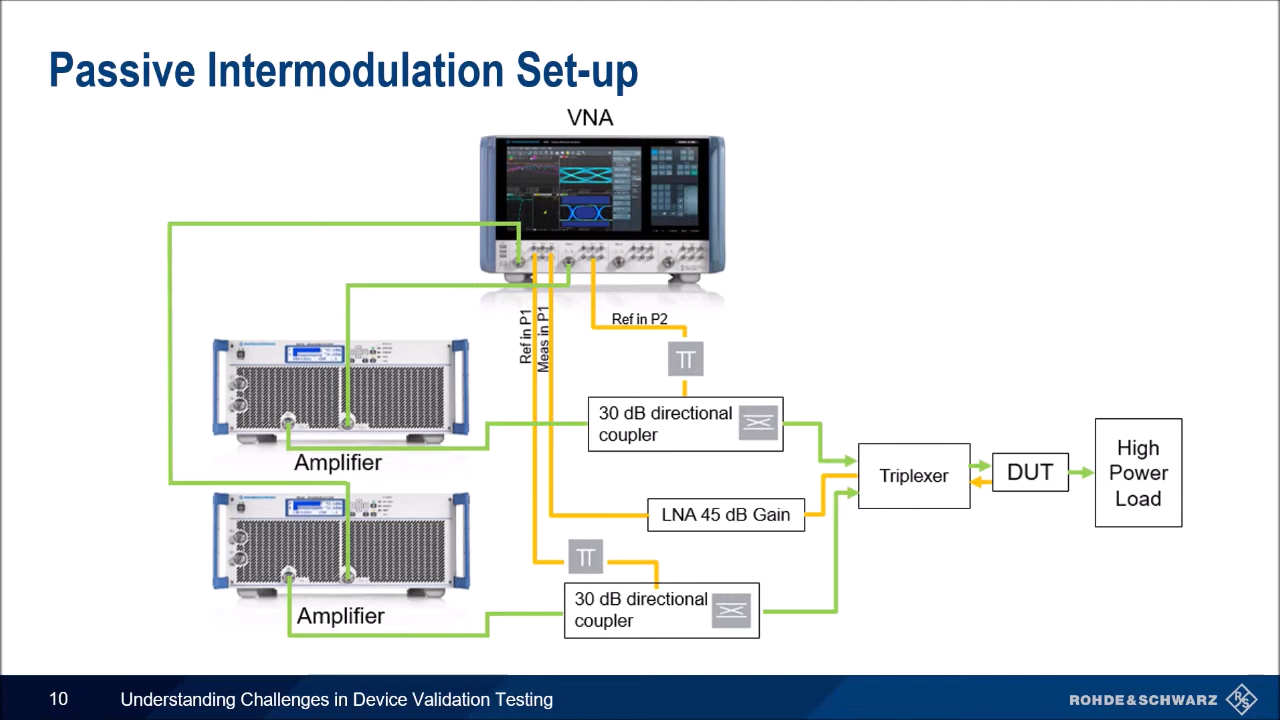 Passive Intermodulation Set-up
VNA
Ref in P1
Meas in P1
Ref in P2
30 dB directional
coupler
Amplifier
Triplexer
DUT
High
Power
Load
LNA 45 dB Gain
30 dB directional
coupler
Amplifier
10
Understanding Challenges in Device Validation Testing
ROHDE & SCHWARZ
R
S